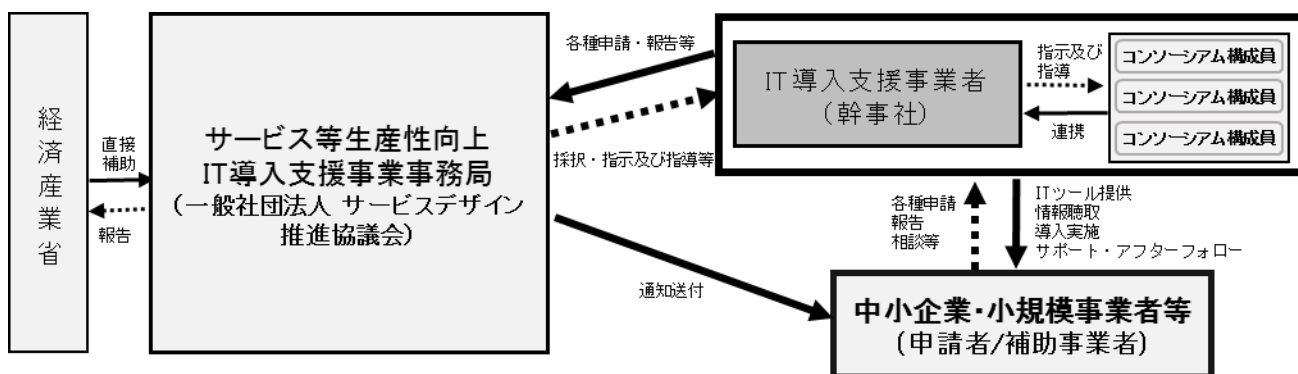 経済産業省
直接
補助
報告
サービス等生産性向上
IT導入支援事業事務局
(一般社団法人 サービスデザイン
推進協議会)
各種申請・報告等
採択・指示及び指導等
通知送付
IT導入支援事業者
(幹事社)
指示及び
指導
連携
コンソーシアム構成員
コンソーシアム構成員
コンソーシアム構成員
各種申請
報告
相談等
ITツール提供
情報聴取
導入実施
サポート・アフターフォロー
中小企業・小規模事業者等
(申請者/補助事業者)